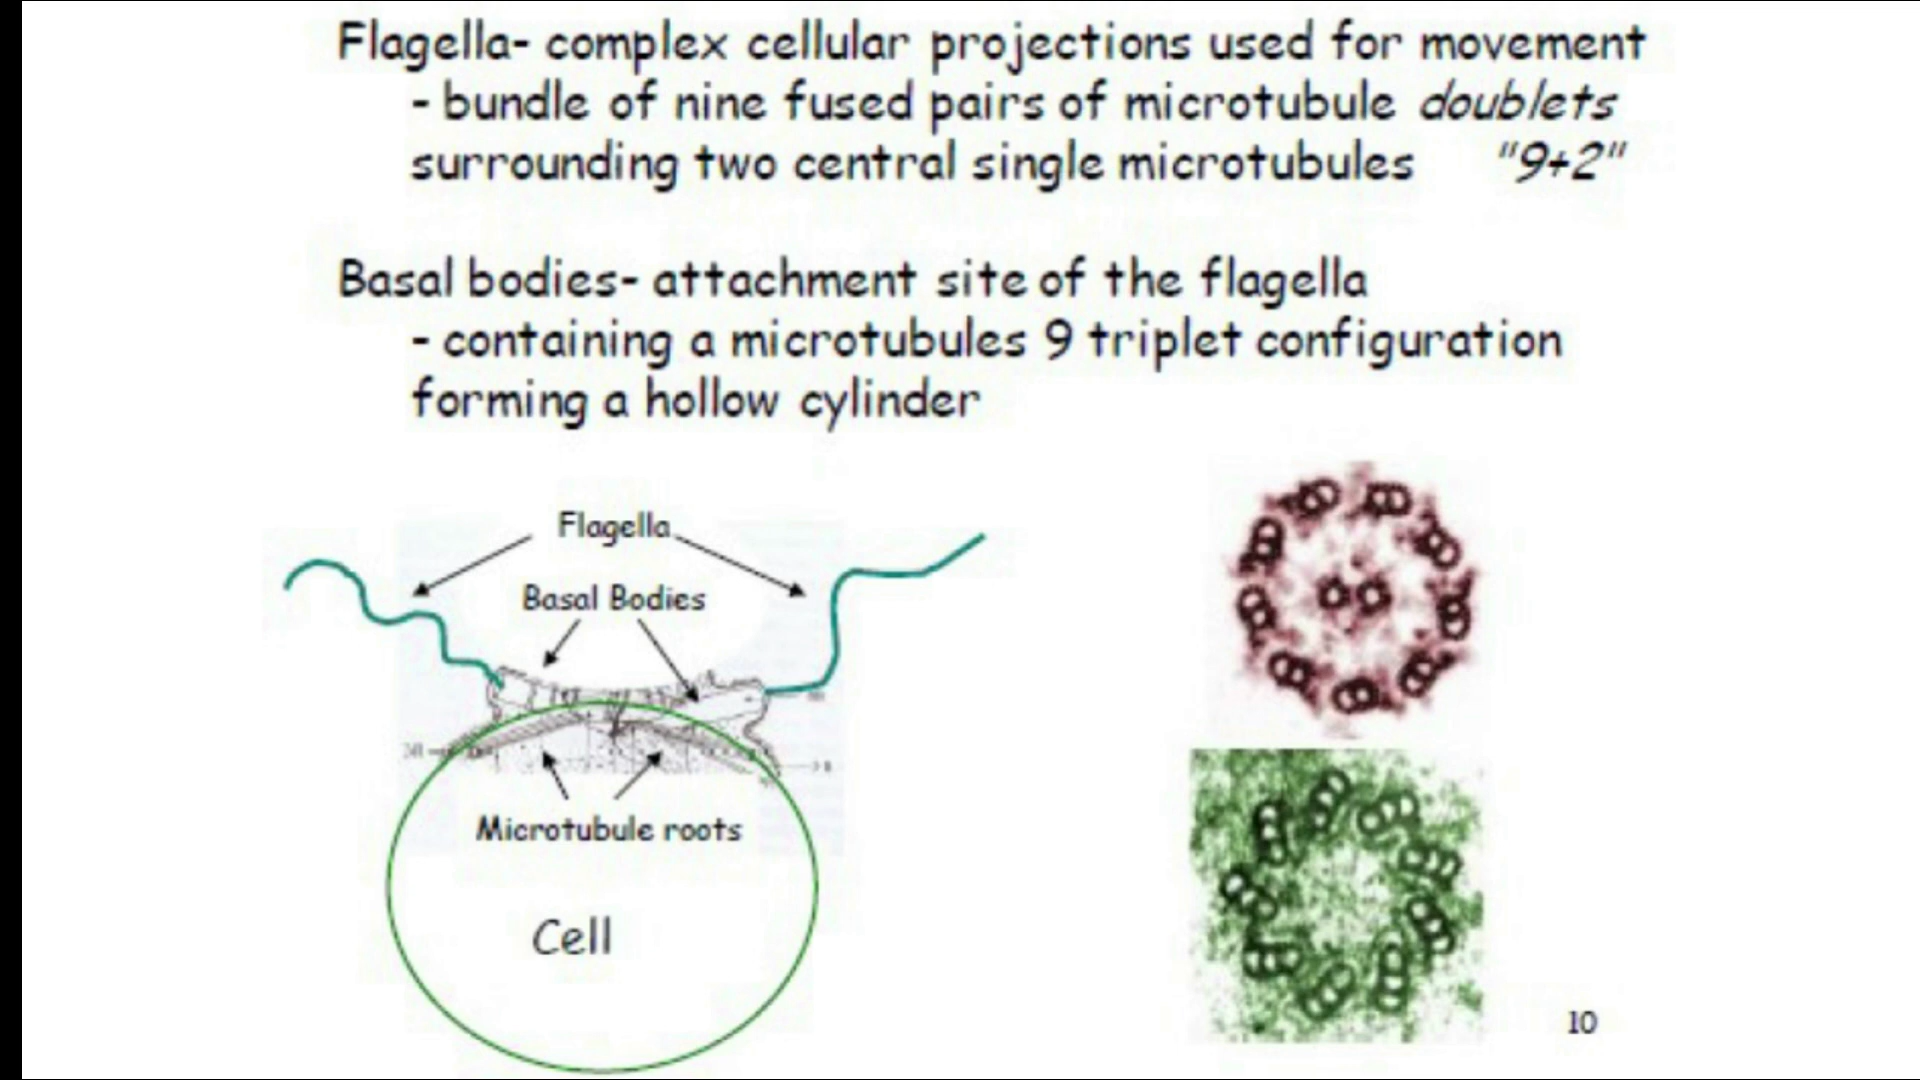 Flagella- complex cellular projections used for movement
- bundle of nine fused pairs of microtubule doublets
surrounding two central single microtubules "9+2"
Basal bodies- attachment site of the flagella
- containing a microtubules 9 triplet configuration
forming a hollow cylinder
Flagella
Basal Bodies
Microtubule roots
Cell
10